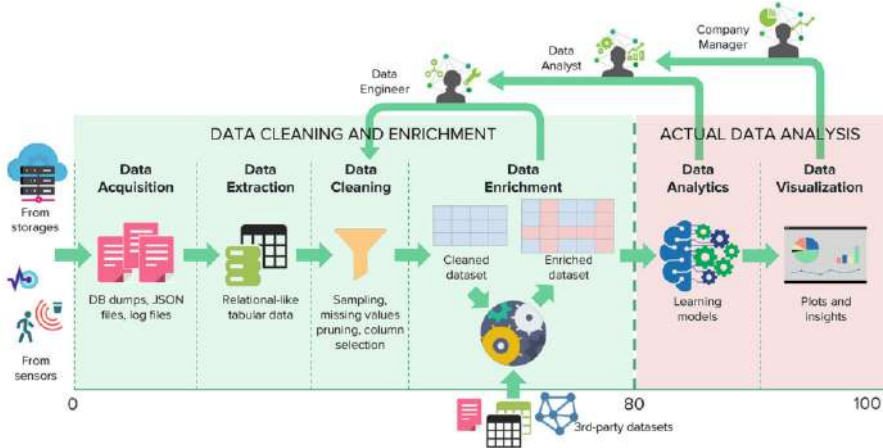 Company
Manager
Data
Analyst
Data
Engineer
DATA CLEANING AND ENRICHMENT
ACTUAL DATA ANALYSIS
From
storages
From
sensors
Data
Acquisition
DB dumps, JSON
files, log files
Data
Extraction
Relational-like
tabular data
Data
Cleaning
Sampling,
missing values
pruning, column
selection
Data
Enrichment
Cleaned
dataset
Enriched
dataset
Data
Analytics
Learning
models
Data
Visualization
Plots and
insights
0
80
100
3rd-party datasets